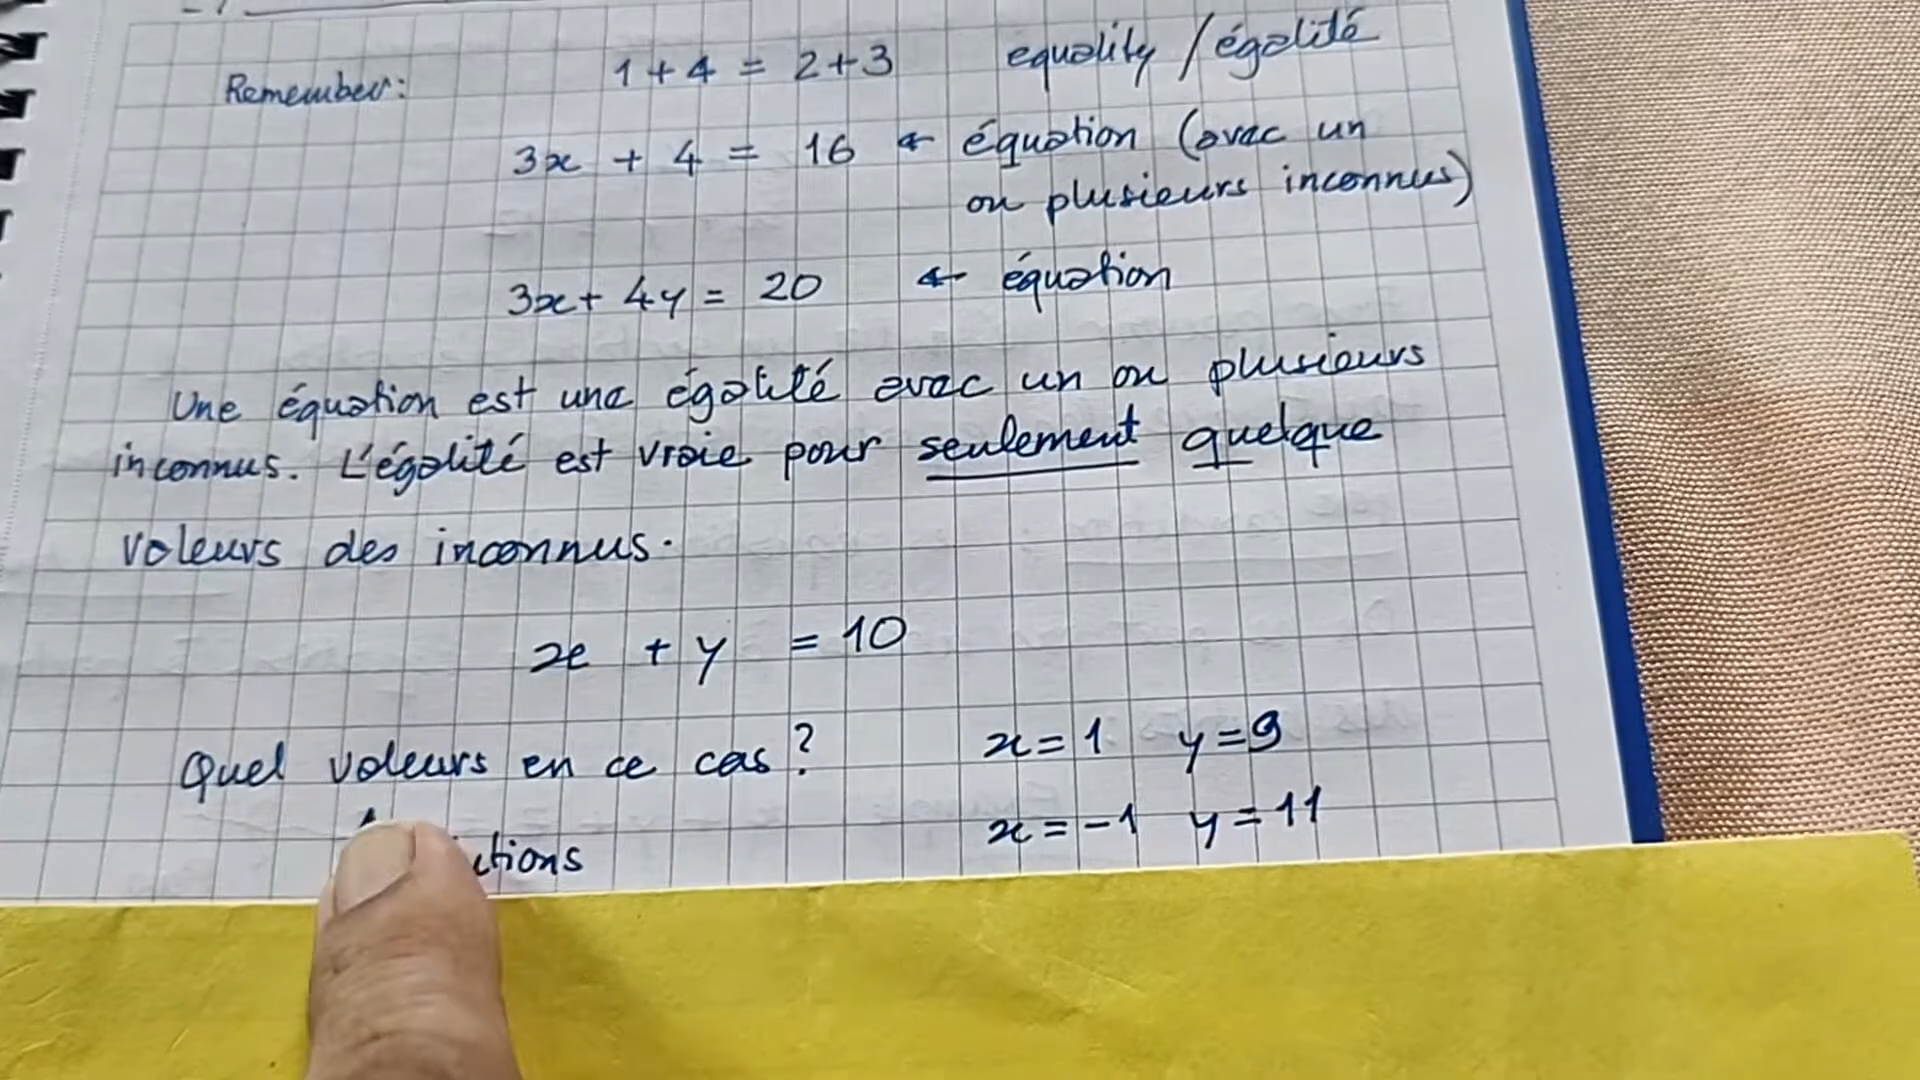 Remember: 1 + 4 = 2 + 3 equality / égalité
3x + 4 = 16 ← équation (avec un
ou plusieurs inconnus)
3x + 4y = 20 ← équation
Une équation est une égalité avec un ou plusieurs
inconnus. L'égalité est vraie pour seulement quelque
valeurs des inconnus.
x + y = 10
Quel valeurs en ce cas? x = 1 y = 9
x = -1 y = 11